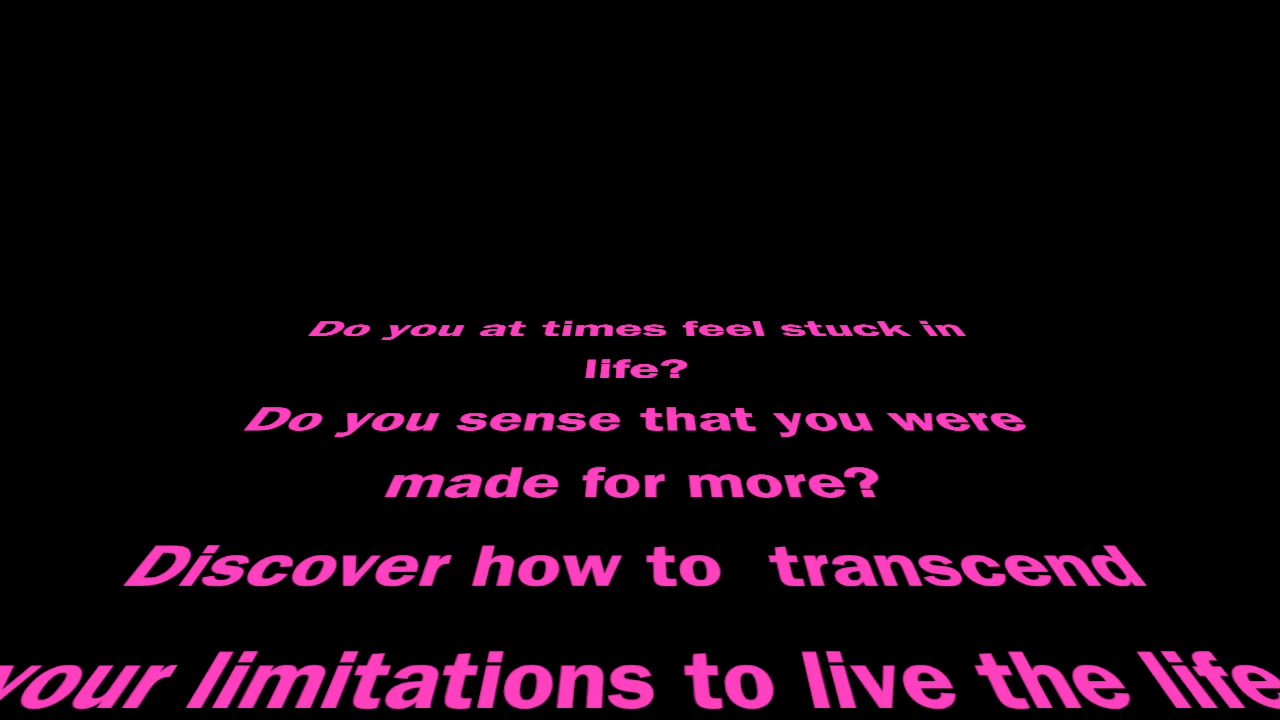 Do you at times feel stuck in
life?
Do you sense that you were
made for more?
Discover how to  transcend
your limitations to live the life